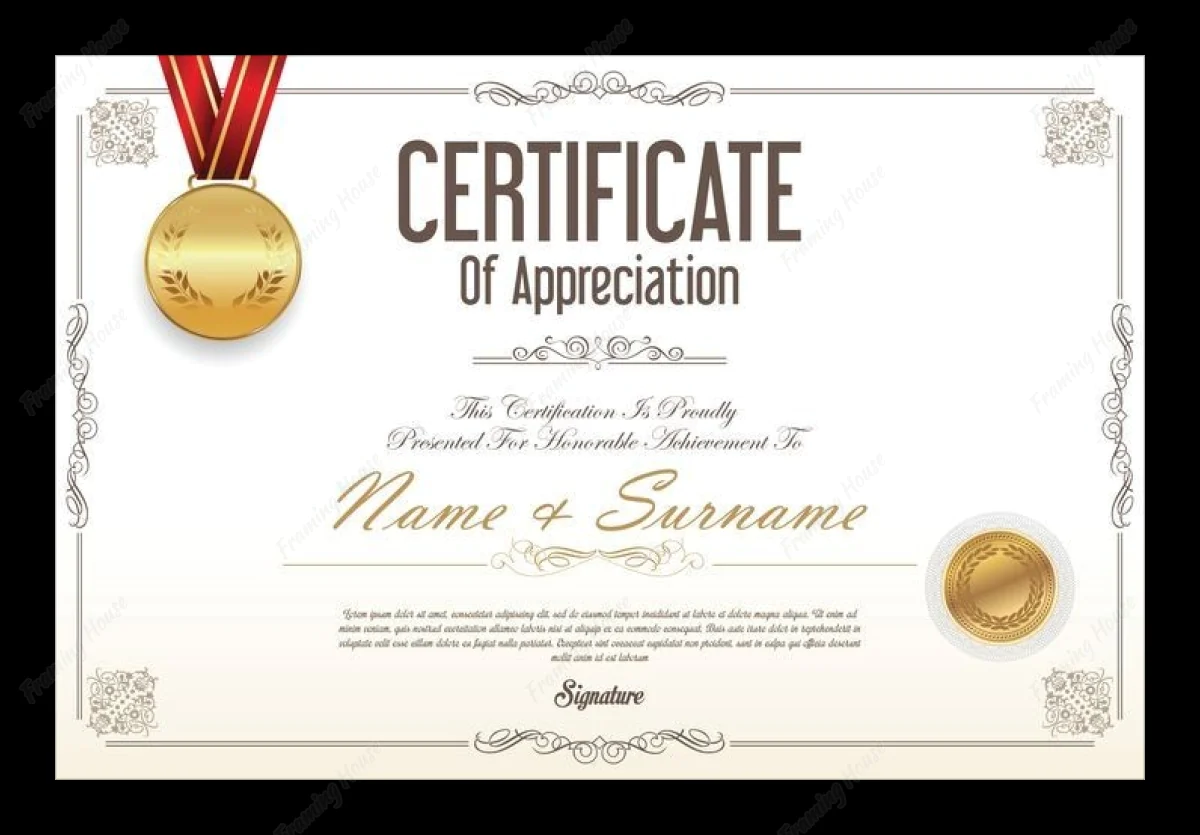 CERTIFICATE
Of Appreciation
This Certification Is Proudly
Presented For Honorable Achievement To
Name & Surname
Lorem ipsum dolor sit amet, consectetur adipiscing elit, sed do eiusmod tempor incididunt ut labore et dolore magna aliqua. Ut enim ad
minim veniam, quis nostrud exercitation ullamco laboris nisi ut aliquip ex ea commodo consequat. Duis aute irure dolor in reprehenderit in
voluptate velit esse cillum dolore eu fugiat nulla pariatur. Excepteur sint occaecat cupidatat non proident, sunt in culpa qui officia deserunt
mollit anim id est laborum
Signature
Framing House